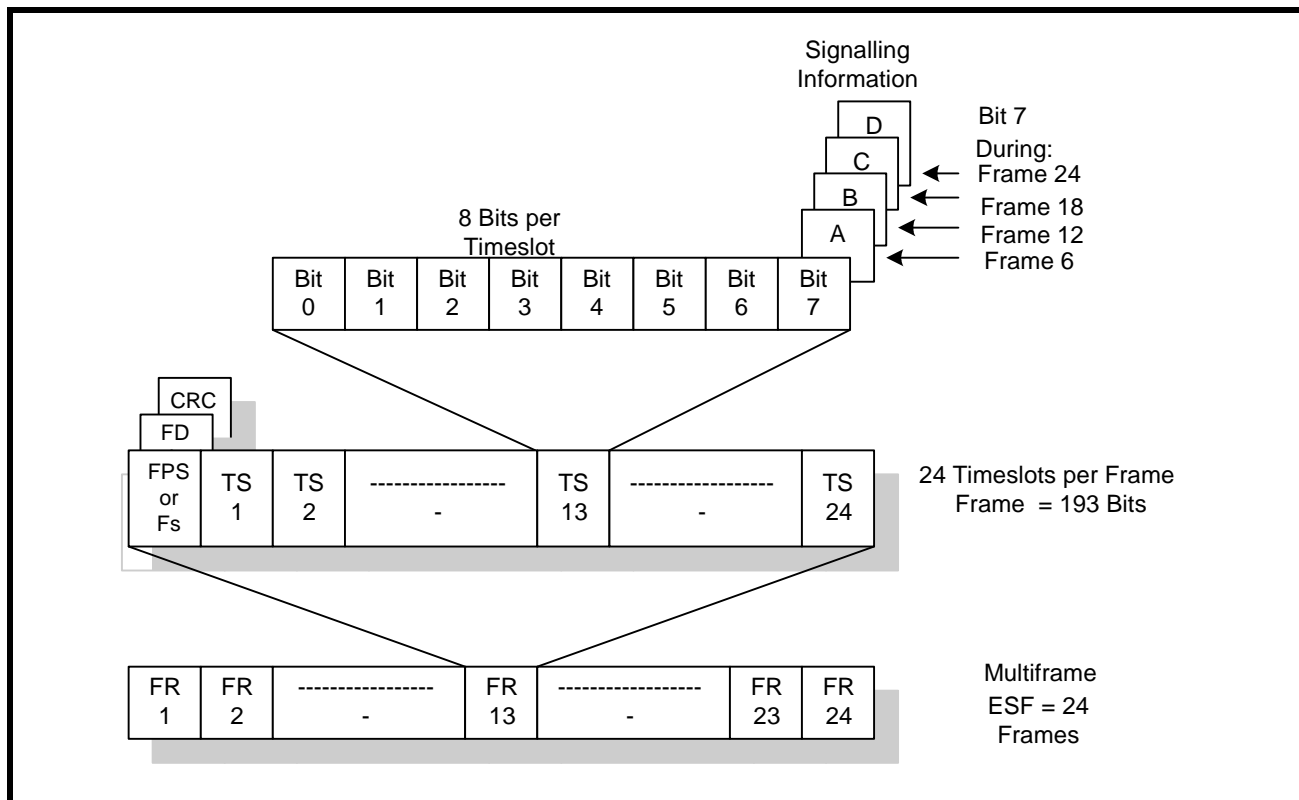 Signalling
Information
D
C
B
A
Bit 7
During:
Frame 24
Frame 18
Frame 12
Frame 6
8 Bits per
Timeslot
Bit 0
Bit 1
Bit 2
Bit 3
Bit 4
Bit 5
Bit 6
Bit 7
CRC
FD
FPS
or
Fs
TS 1
TS 2
-----------------
-
TS 13
------------------
-
TS 24
24 Timeslots per Frame
Frame = 193 Bits
FR 1
FR 2
-----------------
-
FR 13
------------------
-
FR 23
FR 24
Multiframe
ESF = 24
Frames